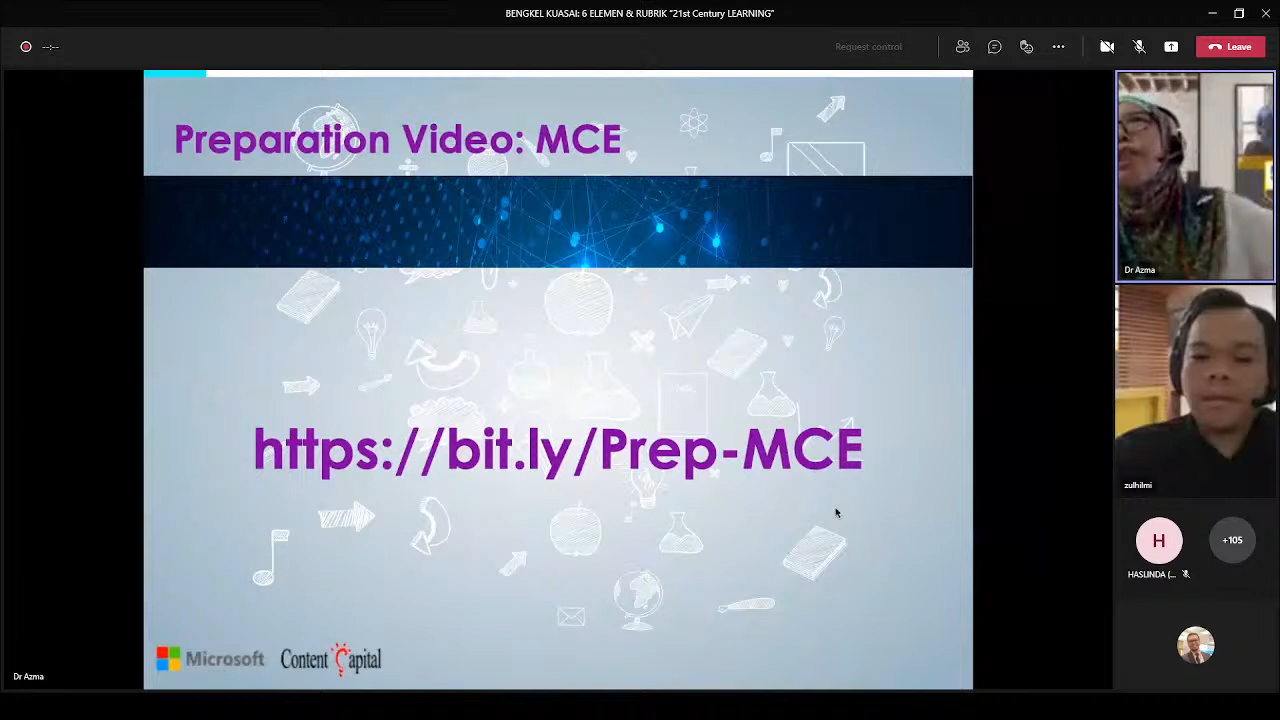 BENGKEL KUASAI: 6 ELEMEN & RUBRIK "21st Century LEARNING"
--:--
Request control
Leave
Preparation Video: MCE
https://bit.ly/Prep-MCE
Microsoft
Content Capital
Dr Azma
Dr Azma
zulhilmi
H
+105
HASLINDA (...